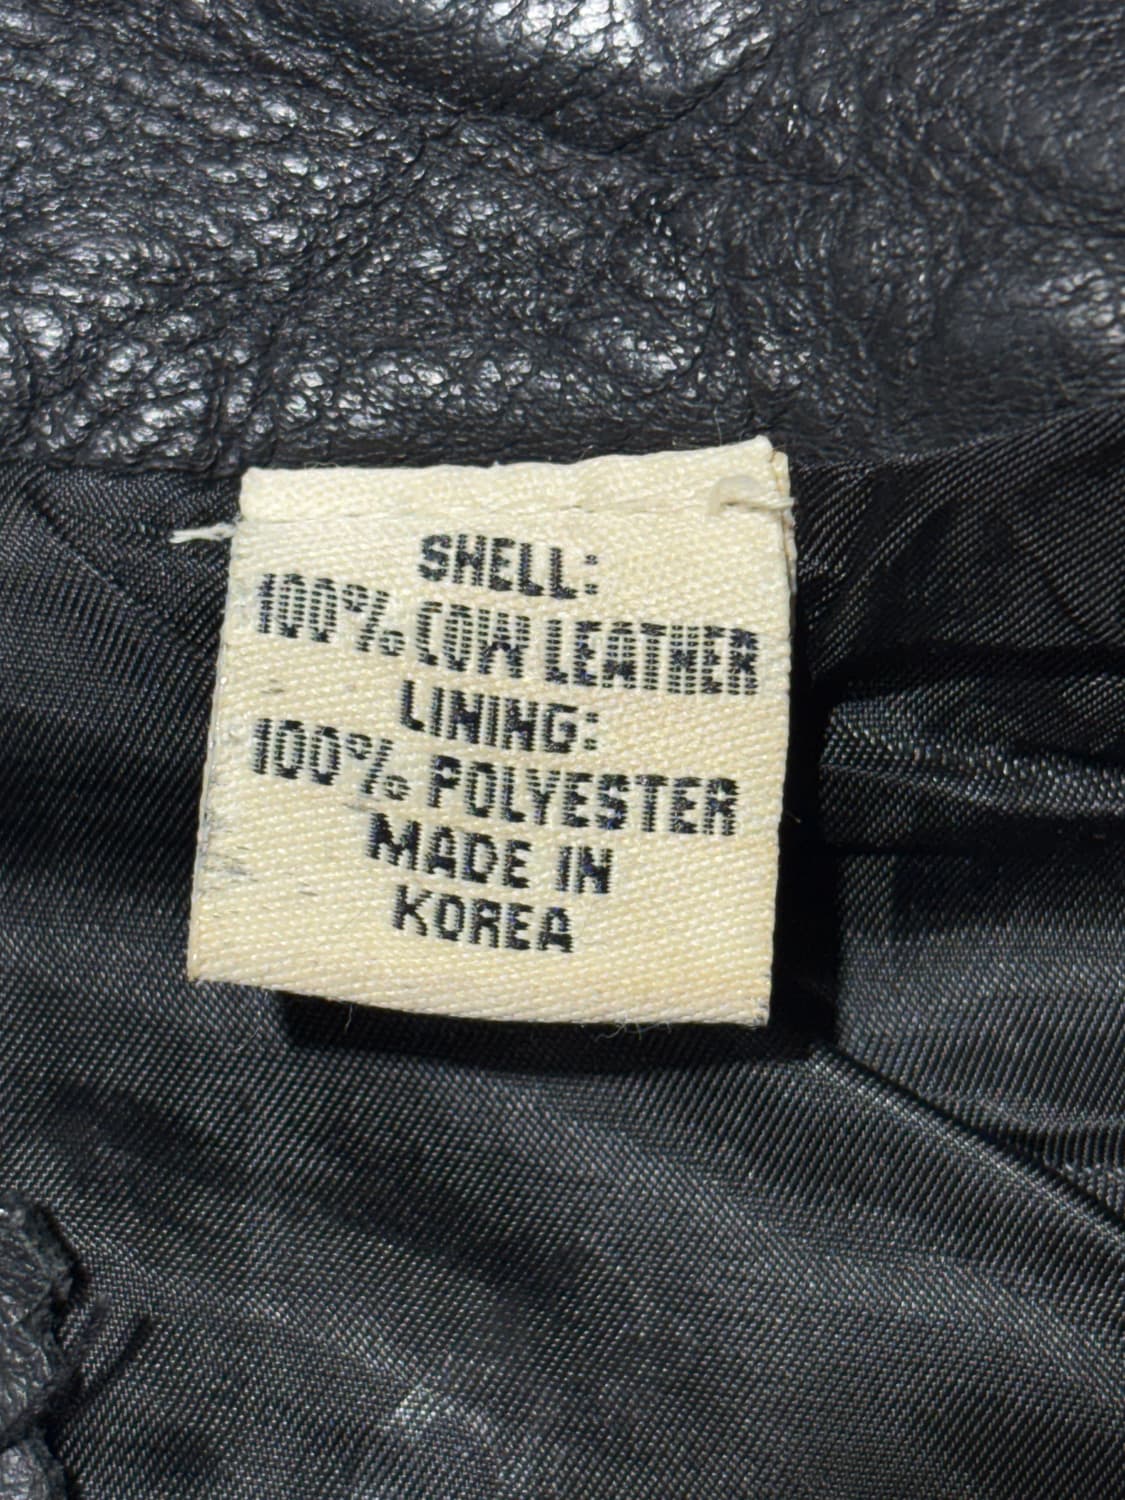 SHELL:
100% COW LEATHER
LINING:
100% POLYESTER
MADE IN
KOREA